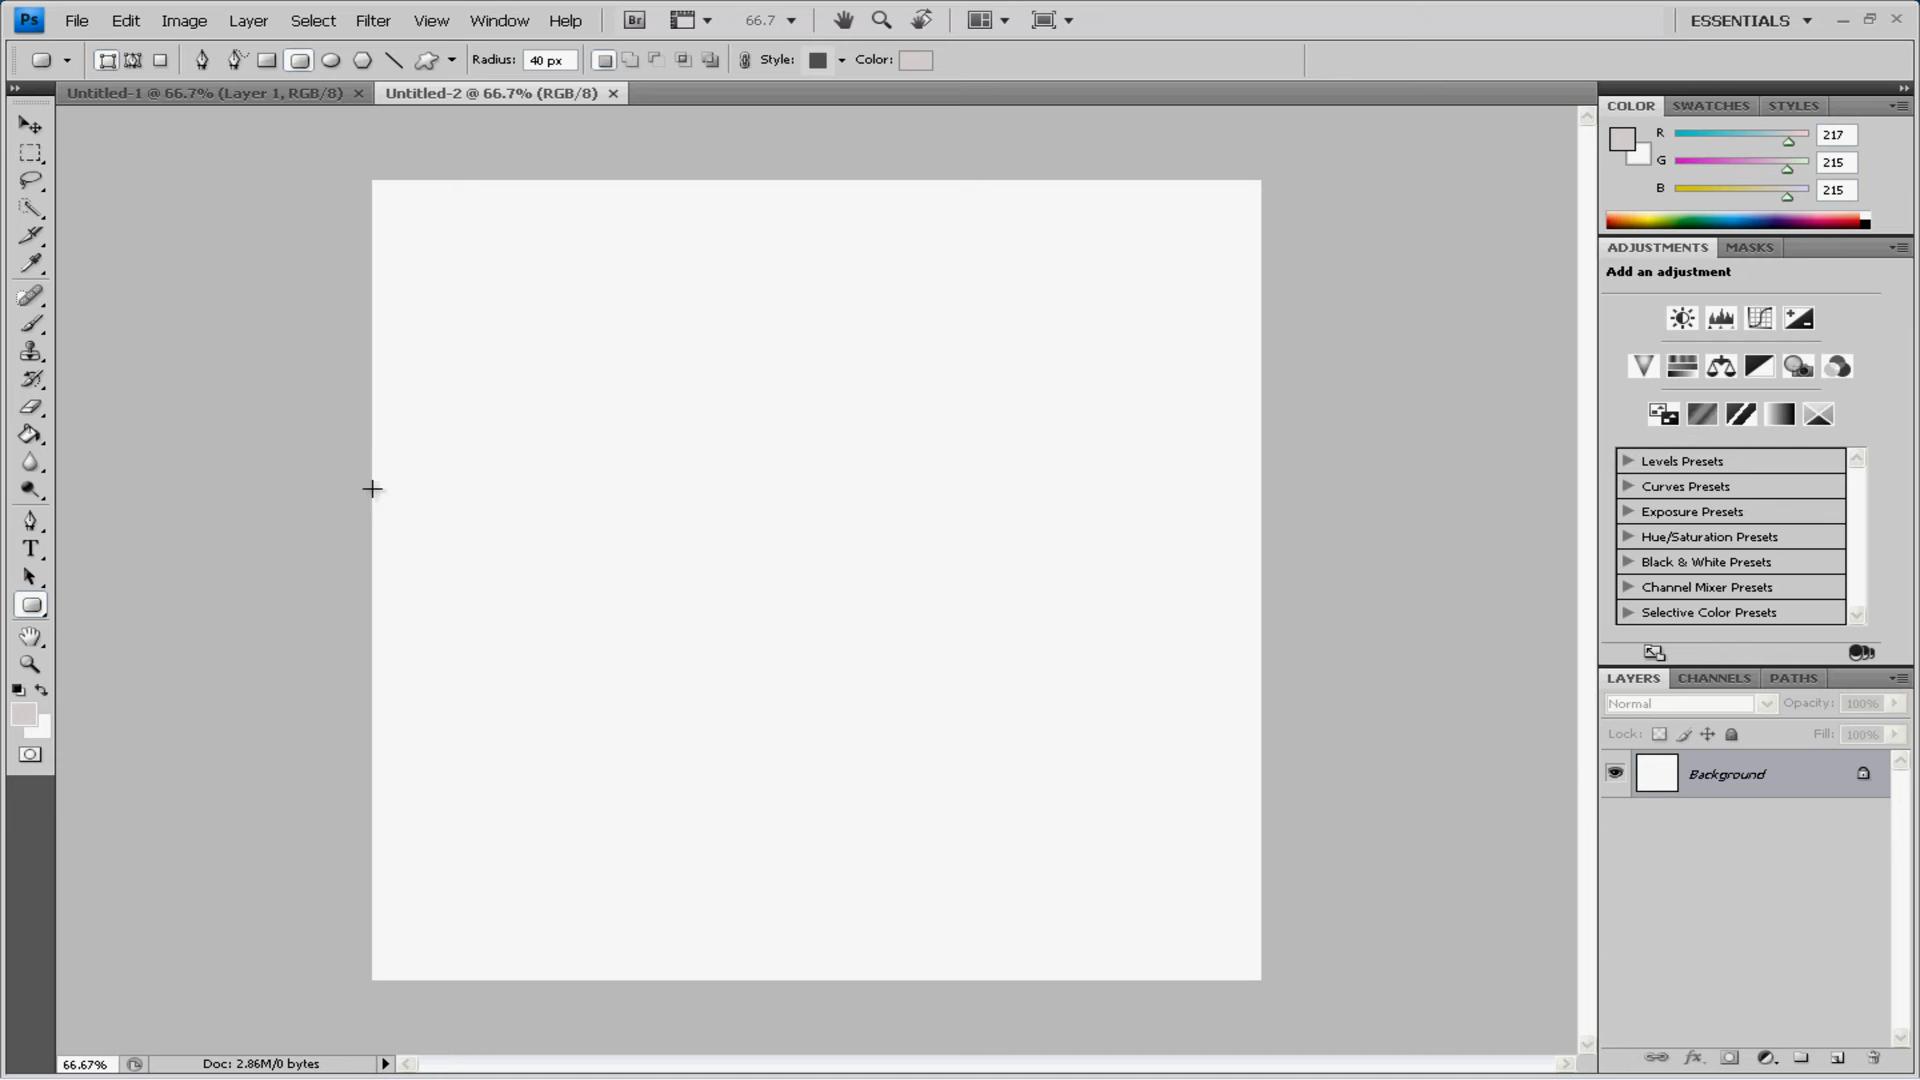 Ps File Edit Image Layer Select Filter View Window Help Br 66.7 ESSENTIALS
Radius: 40 px Style: Color:
Untitled-1 @ 66.7% (Layer 1, RGB/8) Untitled-2 @ 66.7% (RGB/8)
COLOR SWATCHES STYLES
R 217
G 215
B 215
ADJUSTMENTS MASKS
Add an adjustment
Levels Presets
Curves Presets
Exposure Presets
Hue/Saturation Presets
Black & White Presets
Channel Mixer Presets
Selective Color Presets
T
LAYERS CHANNELS PATHS
Normal Opacity: 100%
Lock: Fill: 100%
Background
66.67% Doc: 2.86M/0 bytes
fx.